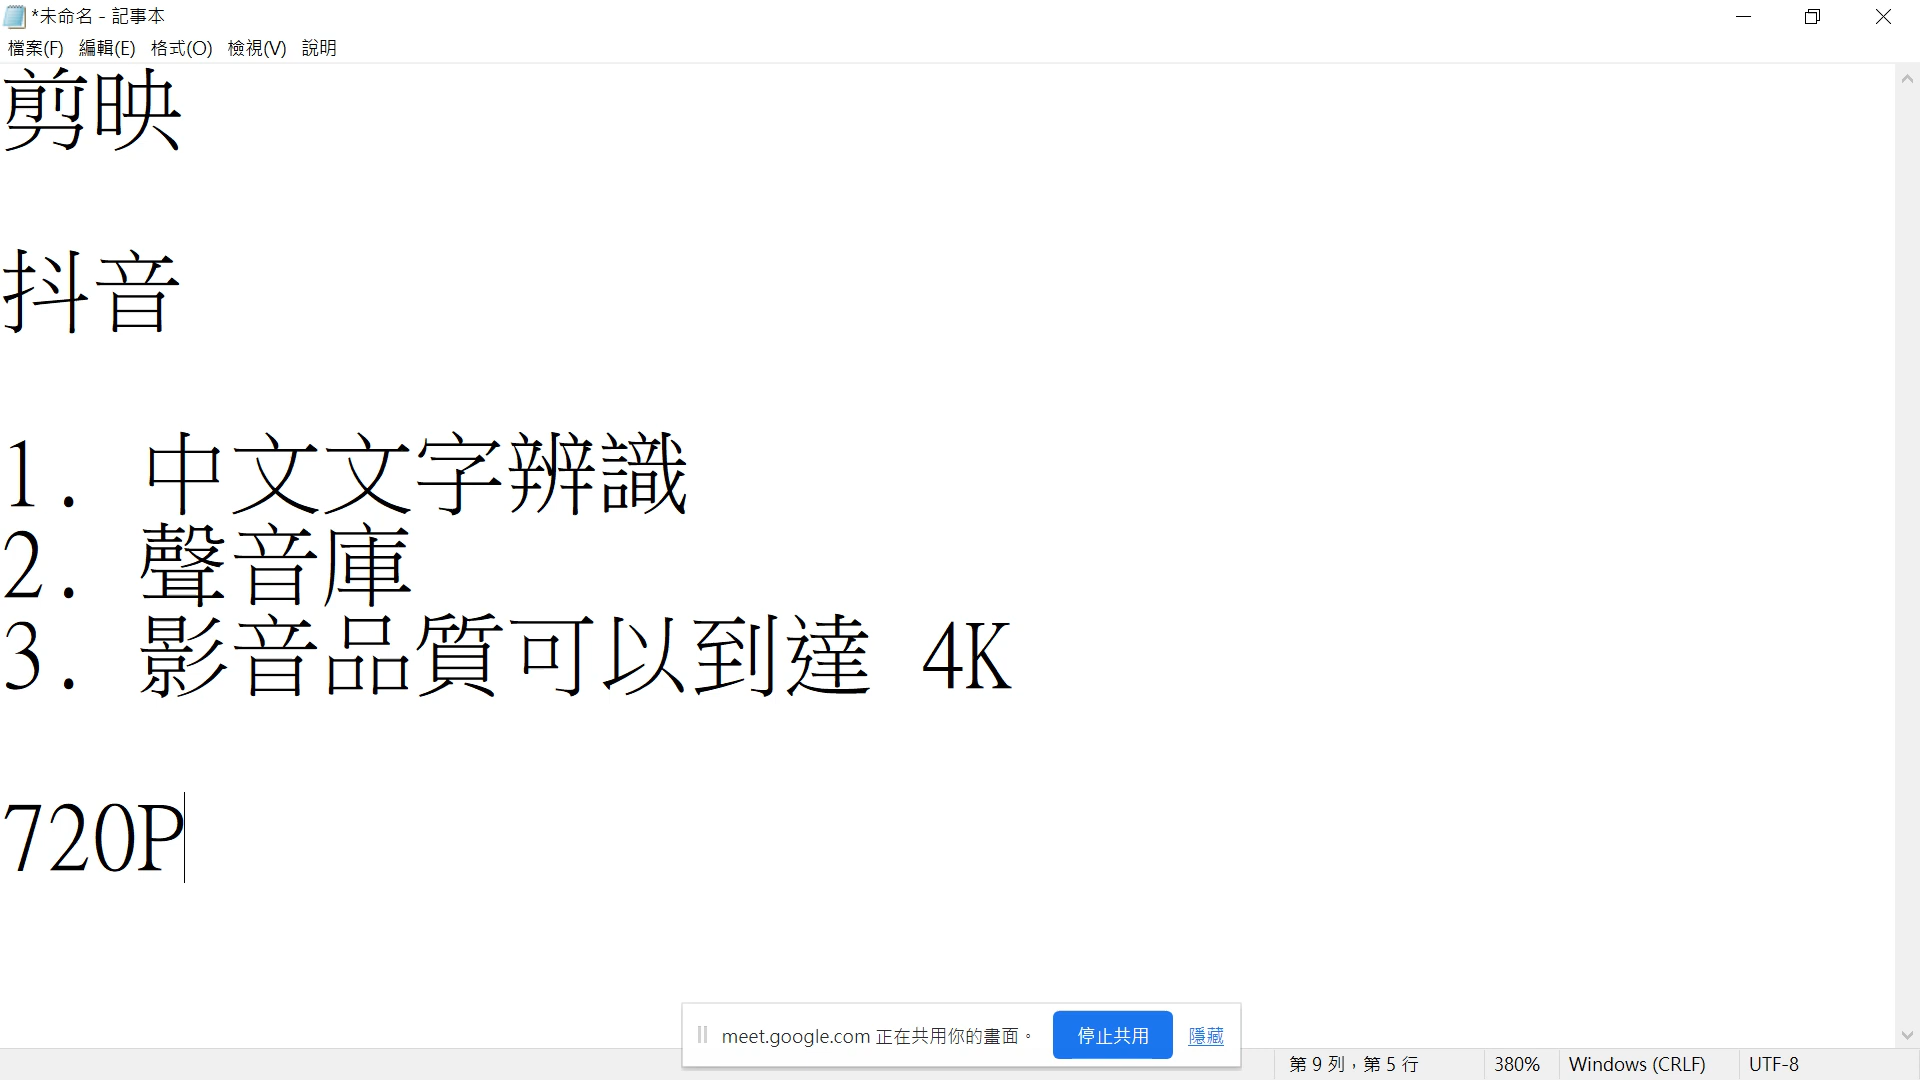 *未命名 - 記事本
檔案(F) 編輯(E) 格式(O) 檢視(V) 說明
剪映
抖音
1. 中文文字辨識
2. 聲音庫
3. 影音品質可以到達 4K
720P
meet.google.com 正在共用你的畫面。 停止共用 隱藏
第 9 列，第 5 行 380% Windows (CRLF) UTF-8